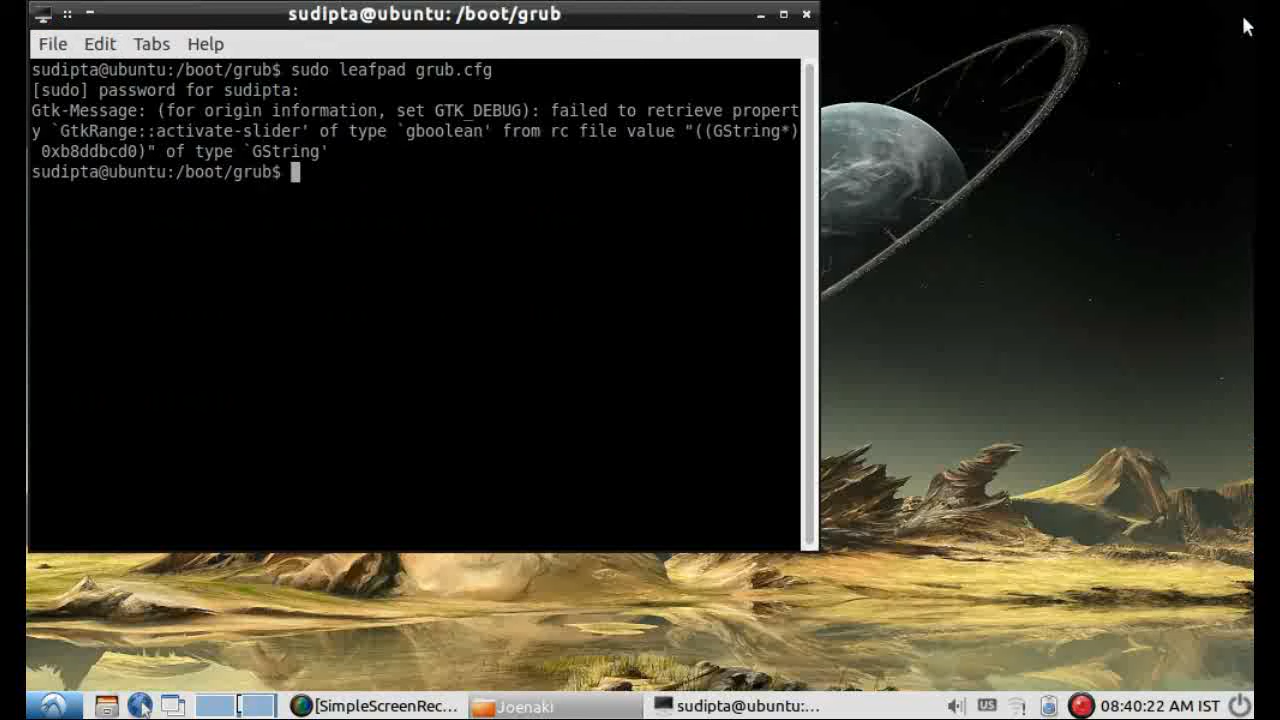 sudipta@ubuntu: /boot/grub
File Edit Tabs Help
sudipta@ubuntu:/boot/grub$ sudo leafpad grub.cfg
[sudo] password for sudipta:
Gtk-Message: (for origin information, set GTK_DEBUG): failed to retrieve propert
y `GtkRange::activate-slider' of type `gboolean' from rc file value "((GString*)
0xb8ddbcd0)" of type `GString'
sudipta@ubuntu:/boot/grub$
[SimpleScreenRec... Joenaki sudipta@ubuntu:... US 08:40:22 AM IST